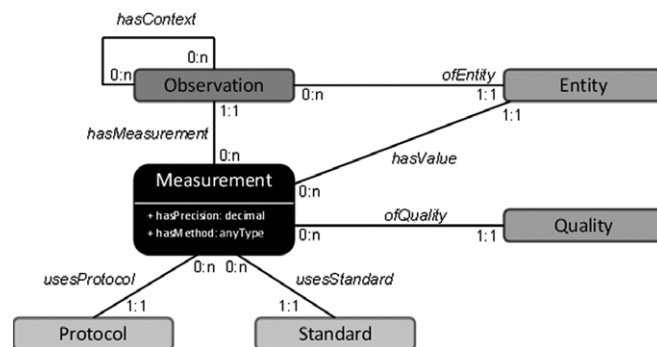 hasContext
0:n
0:n
Observation
0:n
ofEntity
1:1
Entity
1:1
1:1
hasMeasurement
0:n
hasValue
Measurement
0:n
+ hasPrecision: decimal
+ hasMethod: anyType
ofQuality
0:n
1:1
Quality
usesProtocol
0:n
0:n
usesStandard
1:1
1:1
Protocol
Standard